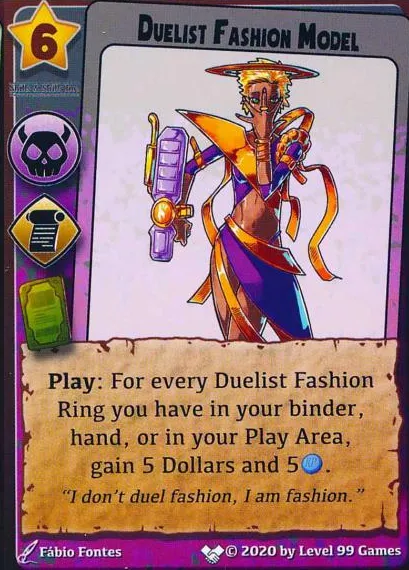 6
DUELIST FASHION MODEL
Play: For every Duelist Fashion
Ring you have in your binder,
hand, or in your Play Area,
gain 5 Dollars and 5.
"I don't duel fashion, I am fashion."
Fábio Fontes
© 2020 by Level 99 Games